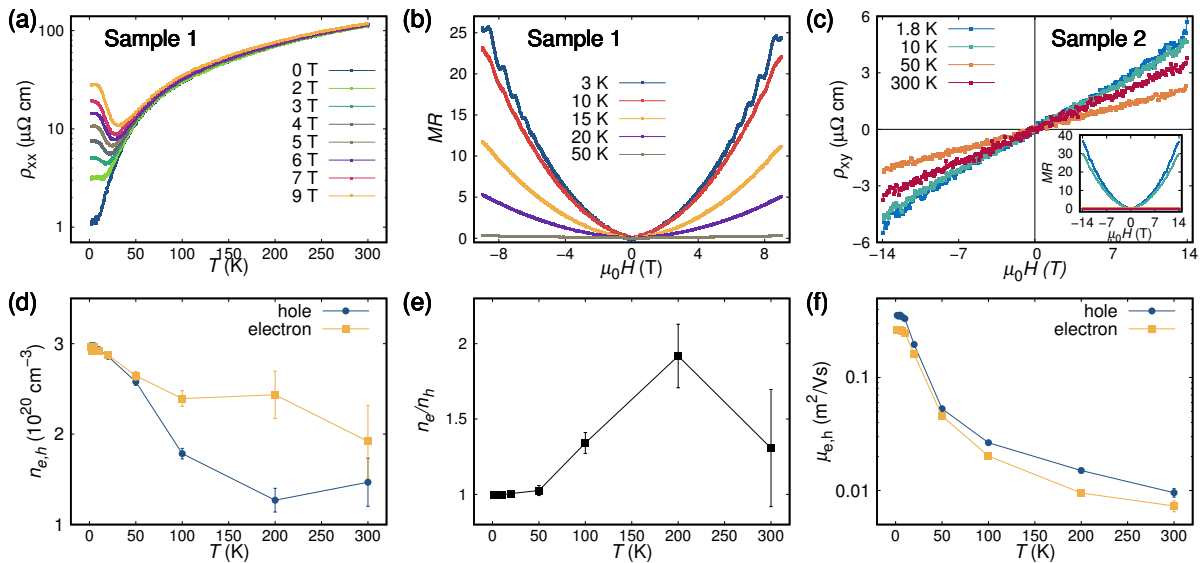 (a)
Sample 1
100
10
1
ρxx (μΩ cm)
0 T
2 T
3 T
4 T
5 T
6 T
7 T
9 T
0 50 100 150 200 250 300
T (K)
(b)
Sample 1
25
20
15
10
5
0
MR
3 K
10 K
15 K
20 K
50 K
−8 −4 0 4 8
μ0H (T)
(c)
Sample 2
6
3
0
−3
−6
ρxy (μΩ cm)
1.8 K
10 K
50 K
300 K
40
30
20
10
0
MR
−14 −7 0 7 14
μ0H (T)
−14 −7 0 7 14
μ0H (T)
(d)
3
2
1
ne,h (10²⁰ cm⁻³)
hole
electron
0 50 100 150 200 250 300
T (K)
(e)
2
1.5
1
ne/nh
0 50 100 150 200 250 300
T (K)
(f)
0.1
0.01
μe,h (m²/Vs)
hole
electron
0 50 100 150 200 250 300
T (K)